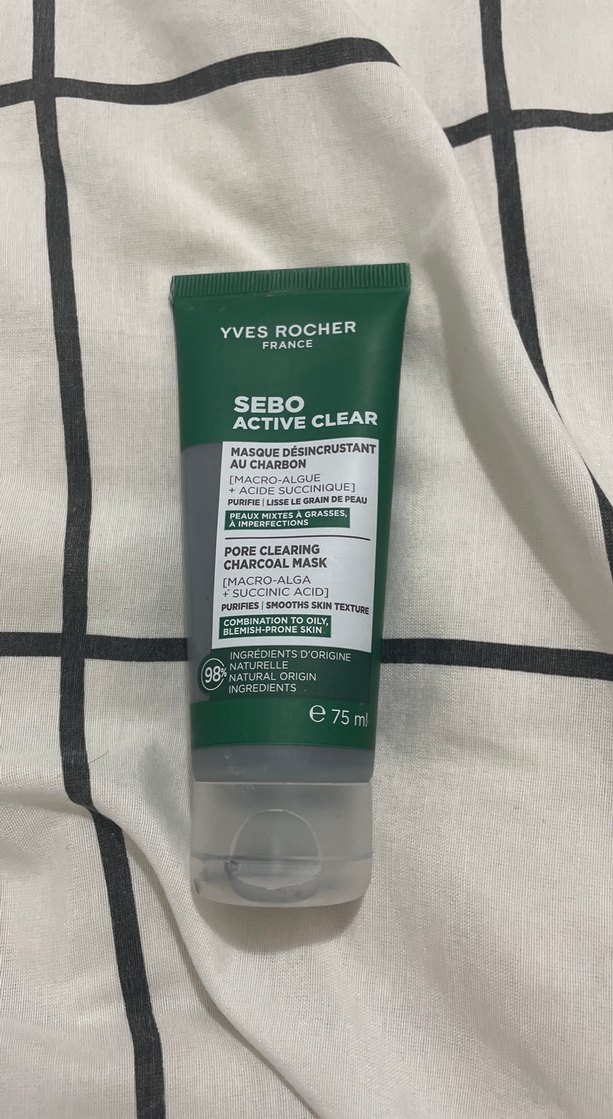 YVES ROCHER
FRANCE
SEBO
ACTIVE CLEAR
MASQUE DÉSINCRUSTANT
AU CHARBON
[MACRO-ALGUE
+ ACIDE SUCCINIQUE]
PURIFIE | LISSE LE GRAIN DE PEAU
PEAUX MIXTES À GRASSES,
À IMPERFECTIONS
PORE CLEARING
CHARCOAL MASK
[MACRO-ALGA
+ SUCCINIC ACID]
PURIFIES | SMOOTHS SKIN TEXTURE
COMBINATION TO OILY,
BLEMISH-PRONE SKIN
98%
INGRÉDIENTS D'ORIGINE
NATURELLE
NATURAL ORIGIN
INGREDIENTS
℮ 75 ml